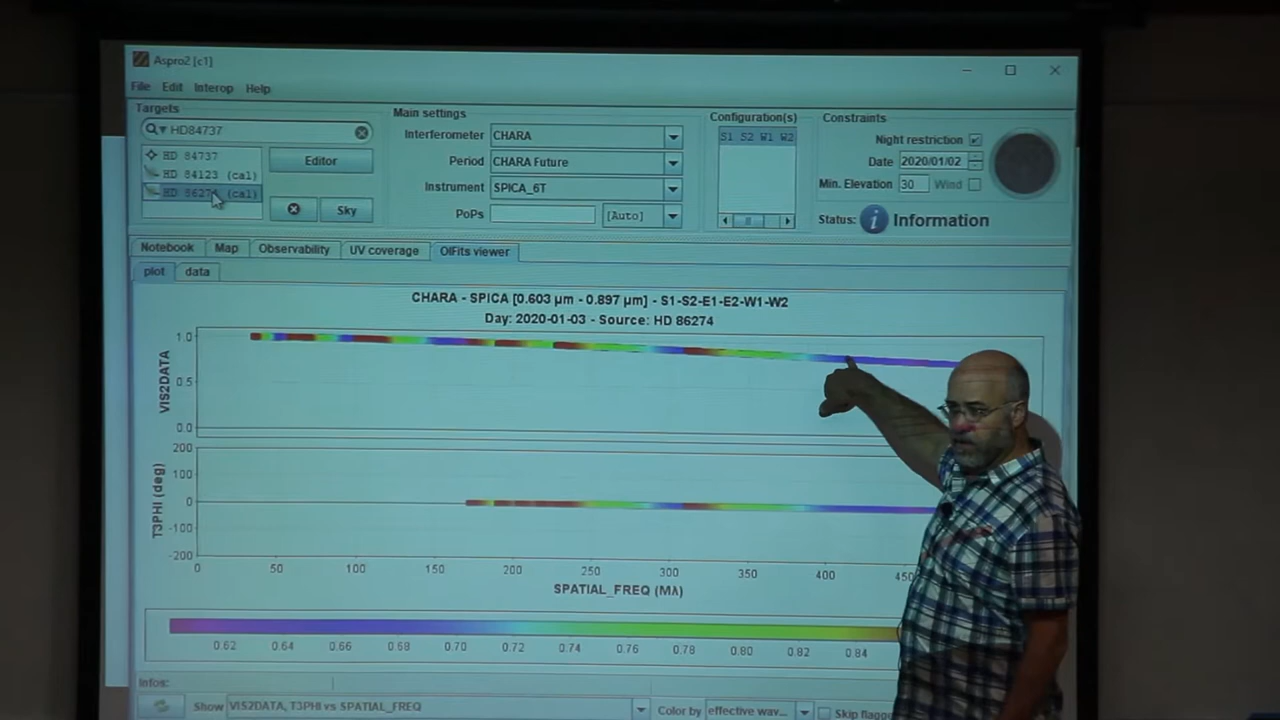 Aspro2 [c1]
File Edit Interop Help
Targets
HD84737
HD 84737
HD 84123 (cal)
HD 86274 (cal)
Editor
Sky
Main settings
Interferometer CHARA
Period CHARA Future
Instrument SPICA_6T
PoPs [Auto]
Configuration(s)
S1 S2 W1 W2
Constraints
Night restriction
Date 2020/01/02
Min. Elevation 30 Wind
Status: Information
Notebook Map Observability UV coverage OIFits viewer
plot data
CHARA - SPICA [0.603 µm - 0.897 µm] - S1-S2-E1-E2-W1-W2
Day: 2020-01-03 - Source: HD 86274
VIS2DATA
1.0
0.5
0.0
T3PHI (deg)
200
100
0
-100
-200
0 50 100 150 200 250 300 350 400 450
SPATIAL_FREQ (Mλ)
0.62 0.64 0.66 0.68 0.70 0.72 0.74 0.76 0.78 0.80 0.82 0.84
Infos:
Show VIS2DATA, T3PHI vs SPATIAL_FREQ Color by effective wav... Skip flagge